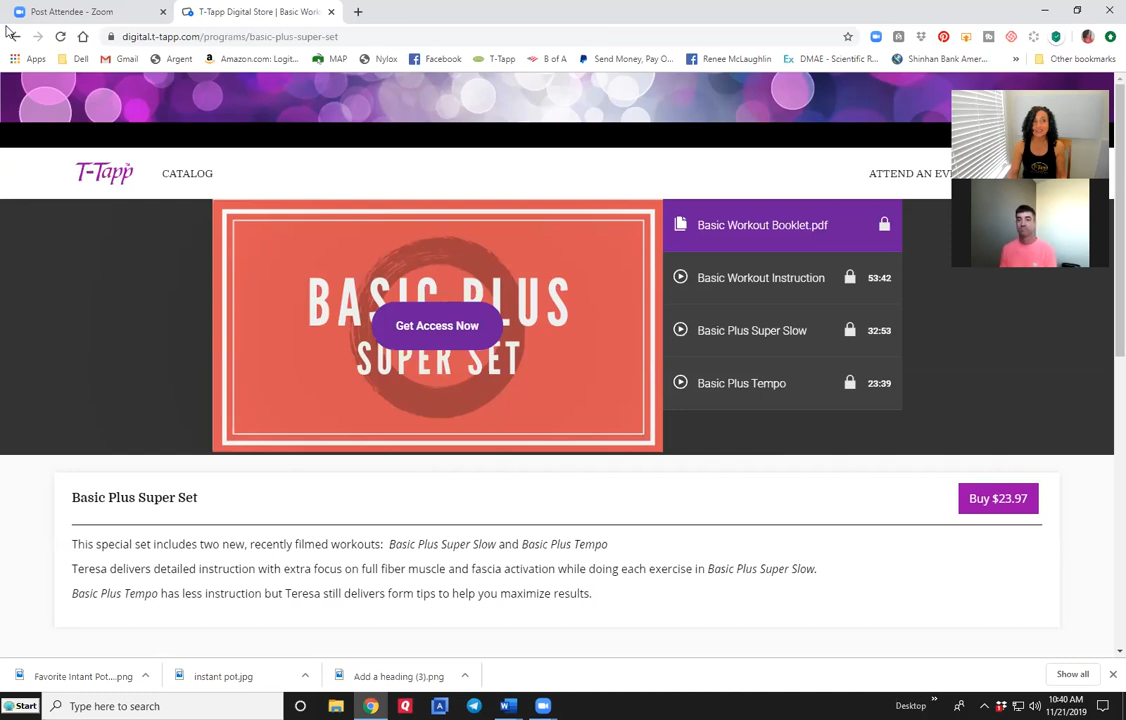 Post Attendee - Zoom
T-Tapp Digital Store | Basic Work
digital.t-tapp.com/programs/basic-plus-super-set
Apps
Dell
Gmail
Argent
Amazon.com: Logit...
MAP
Nylox
Facebook
T-Tapp
B of A
Send Money, Pay O...
Renee McLaughlin
DMAE - Scientific R...
Shinhan Bank Amer...
»
Other bookmarks
T-Tapp
CATALOG
ATTEND AN EV
BASIC PLUS
SUPER SET
Get Access Now
Basic Workout Booklet.pdf
Basic Workout Instruction 53:42
Basic Plus Super Slow 32:53
Basic Plus Tempo 23:39
Basic Plus Super Set
Buy $23.97
This special set includes two new, recently filmed workouts: Basic Plus Super Slow and Basic Plus Tempo
Teresa delivers detailed instruction with extra focus on full fiber muscle and fascia activation while doing each exercise in Basic Plus Super Slow.
Basic Plus Tempo has less instruction but Teresa still delivers form tips to help you maximize results.
Favorite Intant Pot....png
instant pot.jpg
Add a heading (3).png
Show all
Start
Type here to search
Desktop »
10:40 AM
11/21/2019